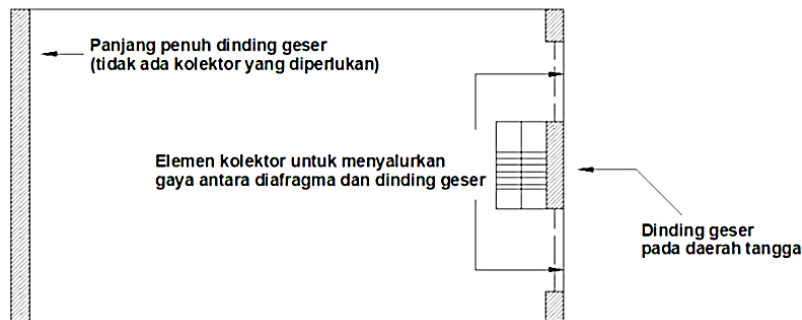 Panjang penuh dinding geser
(tidak ada kolektor yang diperlukan)
Elemen kolektor untuk menyalurkan
gaya antara diafragma dan dinding geser
Dinding geser
pada daerah tangga